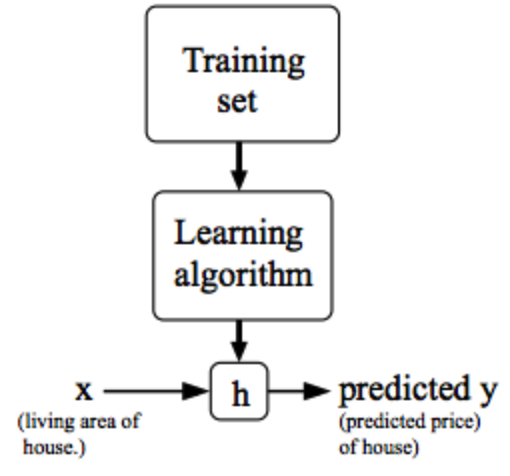 Training
set
Learning
algorithm
x
h
predicted y
(living area of
house.)
(predicted price)
of house)